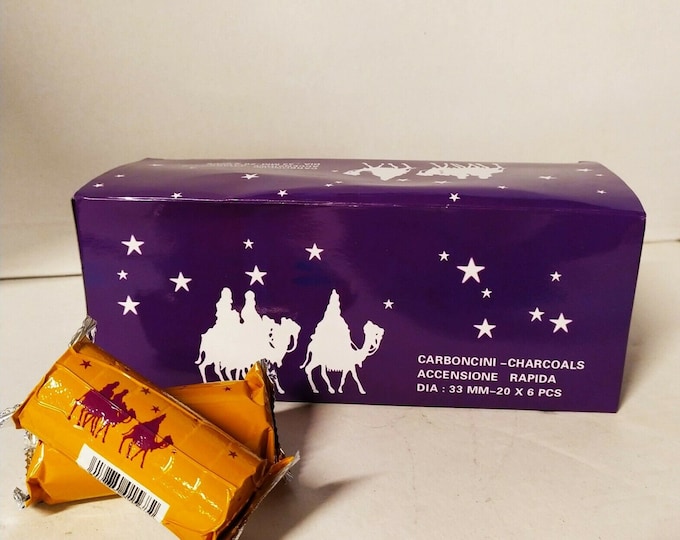 CARBONCINI - CHARCOALS
ACCENSIONE RAPIDA
DIA : 33 MM-20 X 6 PCS